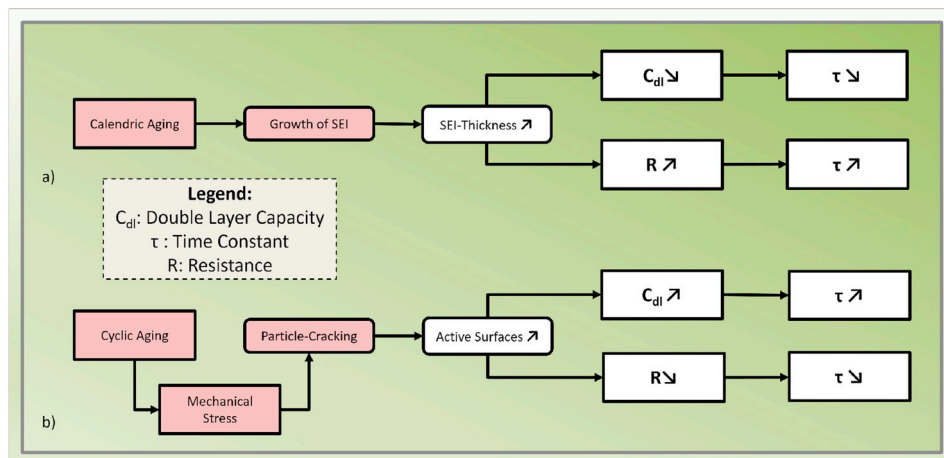 Calendric Aging
Growth of SEI
SEI-Thickness ↗
C_dl ↘
τ ↘
R ↗
τ ↗
a)
Legend:
C_dl: Double Layer Capacity
τ : Time Constant
R: Resistance
Cyclic Aging
Mechanical
Stress
Particle-Cracking
Active Surfaces ↗
C_dl ↗
τ ↗
R↘
τ ↘
b)